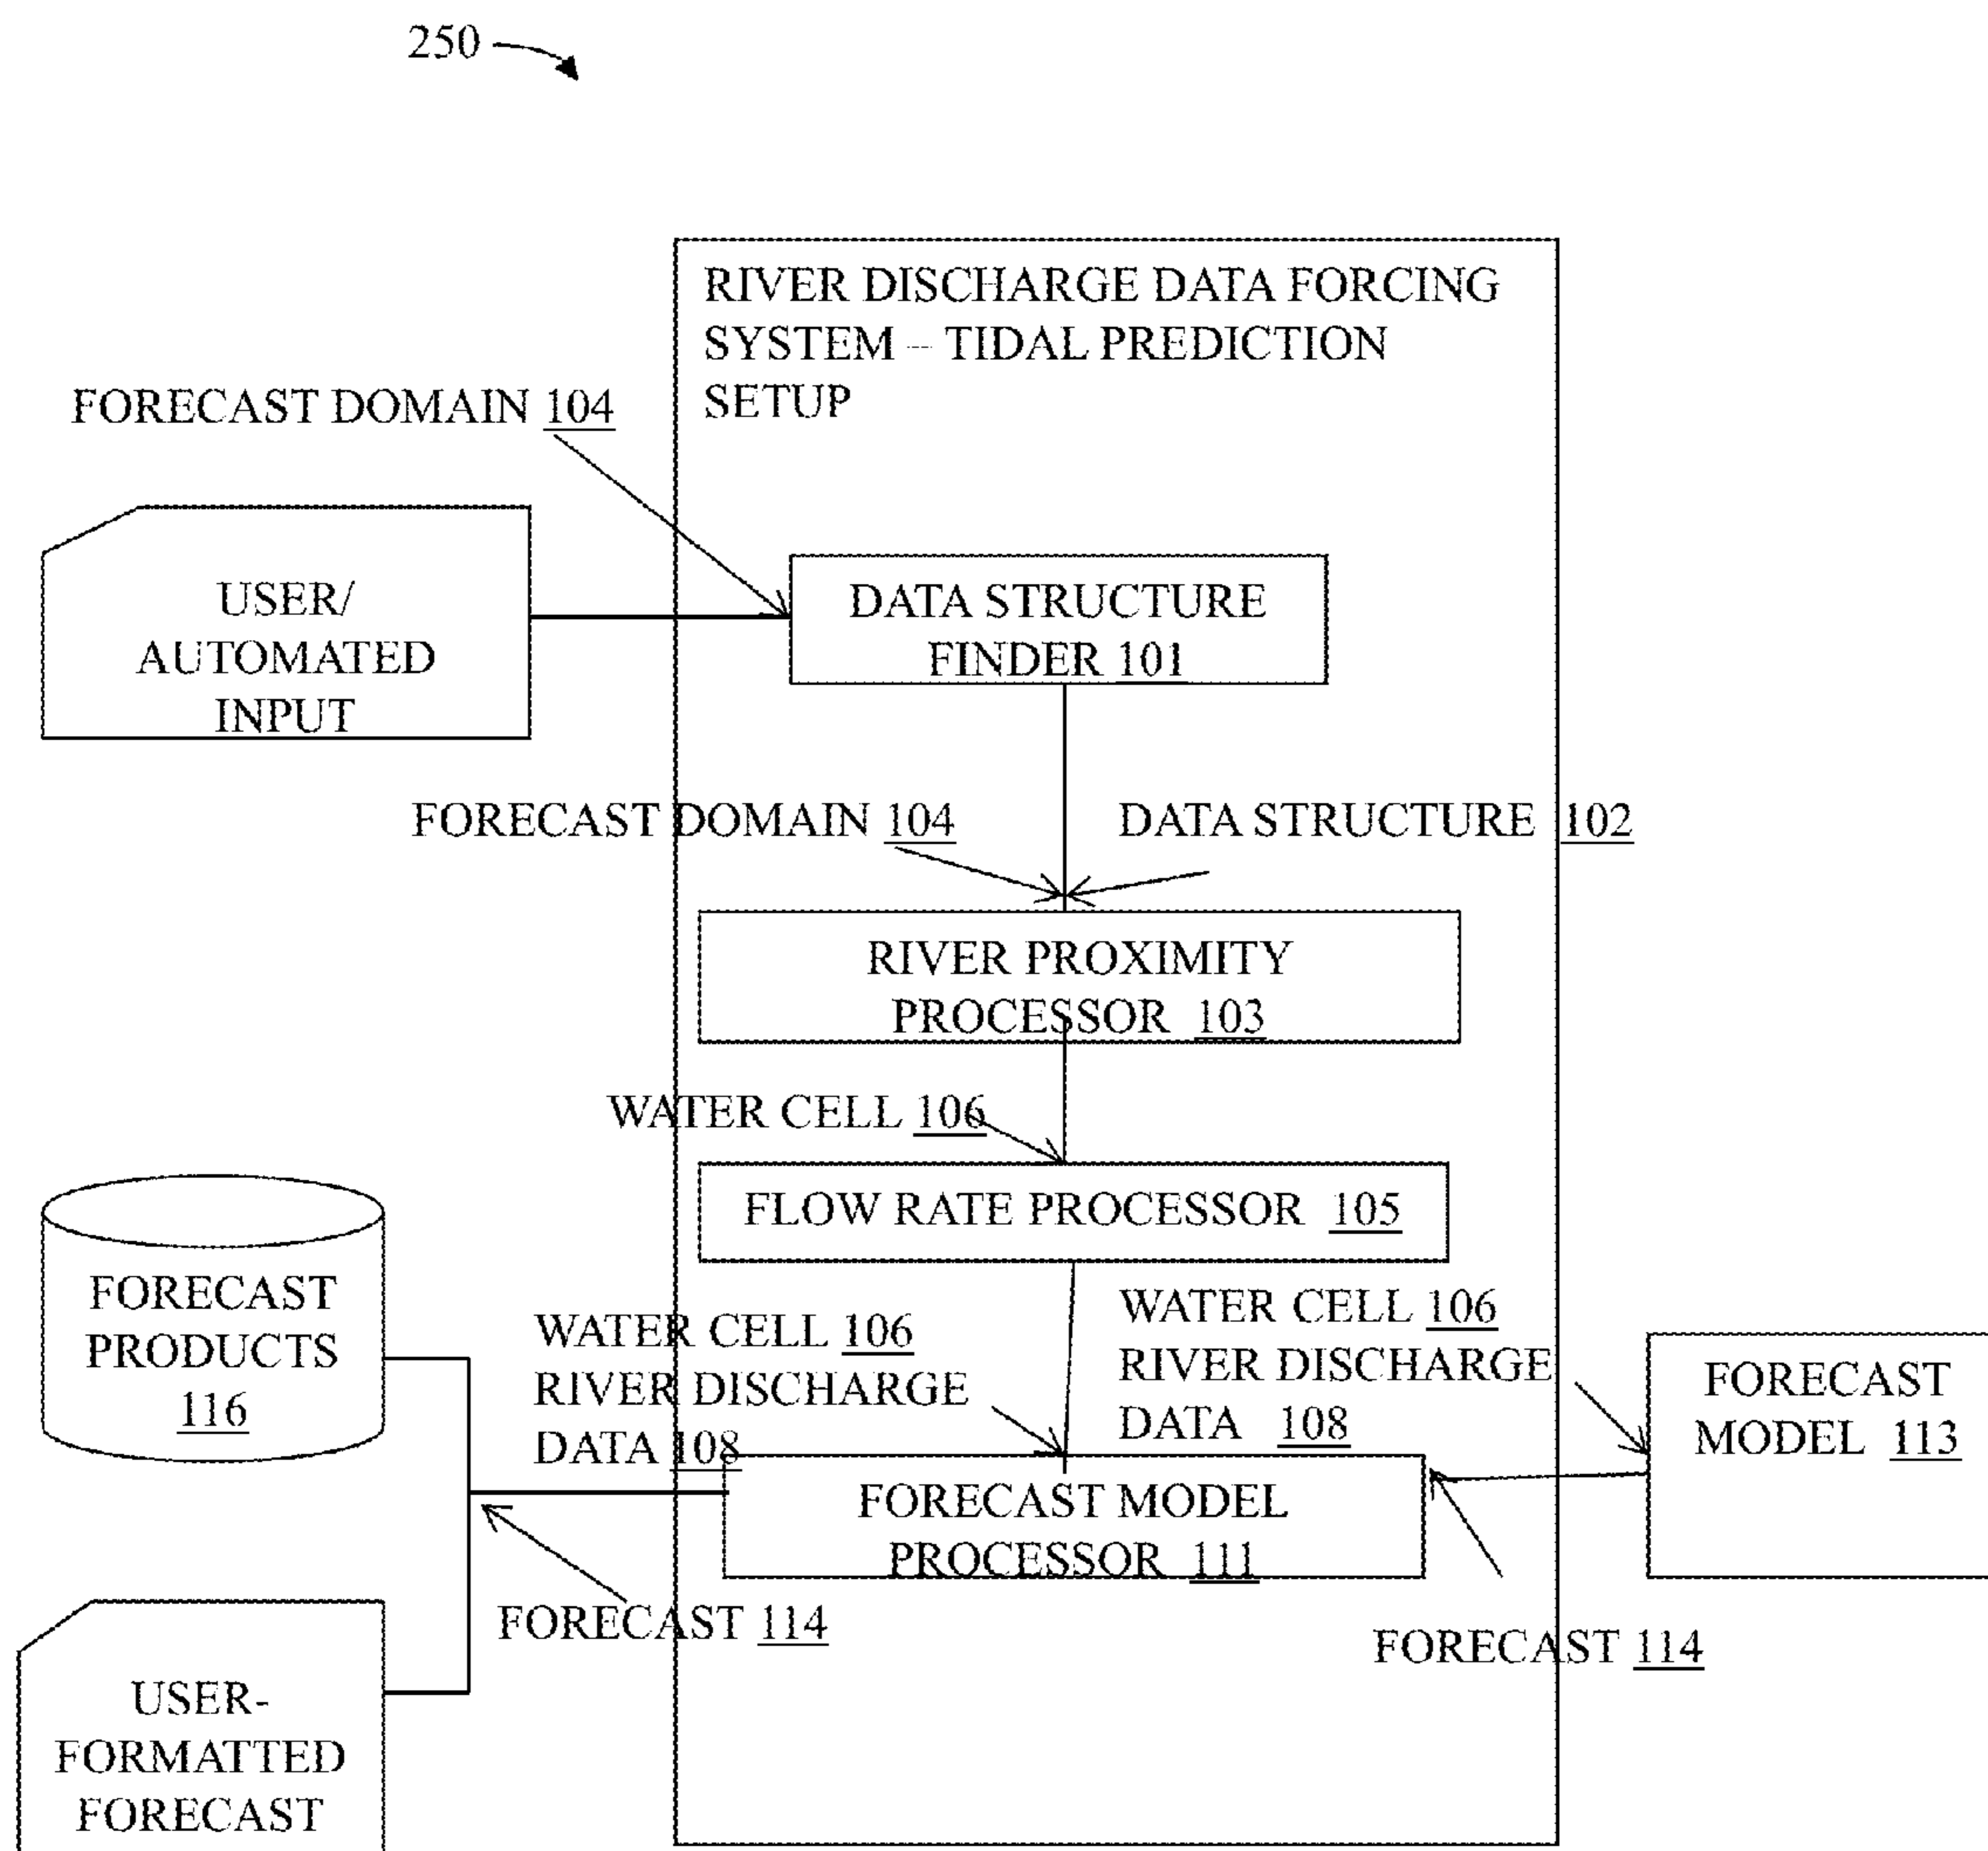 250
RIVER DISCHARGE DATA FORCING
SYSTEM – TIDAL PREDICTION
SETUP
FORECAST DOMAIN 104
USER/
AUTOMATED
INPUT
DATA STRUCTURE
FINDER 101
FORECAST DOMAIN 104
DATA STRUCTURE 102
RIVER PROXIMITY
PROCESSOR 103
WATER CELL 106
FLOW RATE PROCESSOR 105
FORECAST
PRODUCTS
116
WATER CELL 106
RIVER DISCHARGE
DATA 108
WATER CELL 106
RIVER DISCHARGE
DATA 108
FORECAST
MODEL 113
FORECAST MODEL
PROCESSOR 111
FORECAST 114
FORECAST 114
USER-
FORMATTED
FORECAST